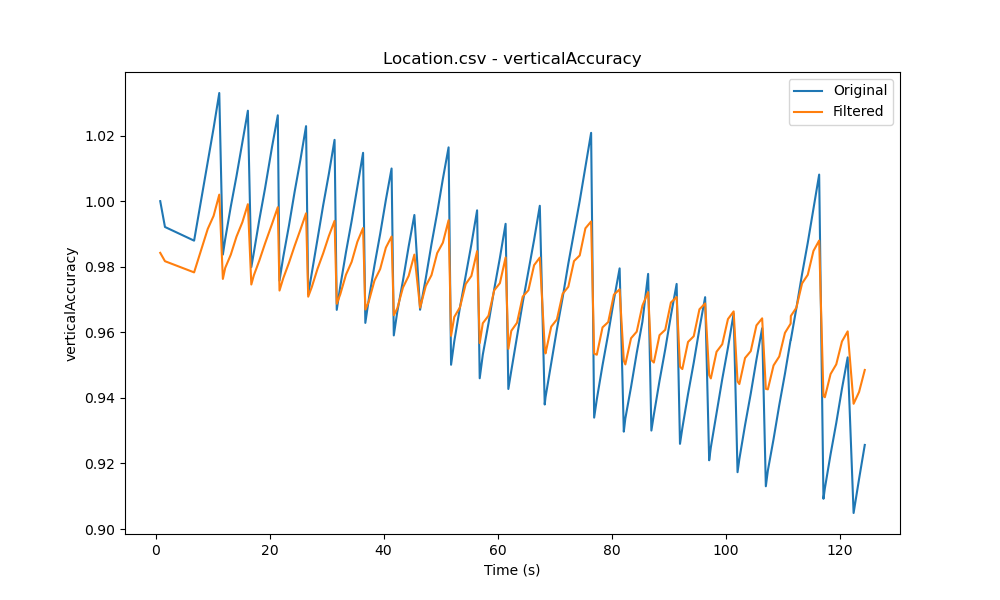 Location.csv - verticalAccuracy
Original
Filtered
verticalAccuracy
1.02
1.00
0.98
0.96
0.94
0.92
0.90
0 20 40 60 80 100 120
Time (s)